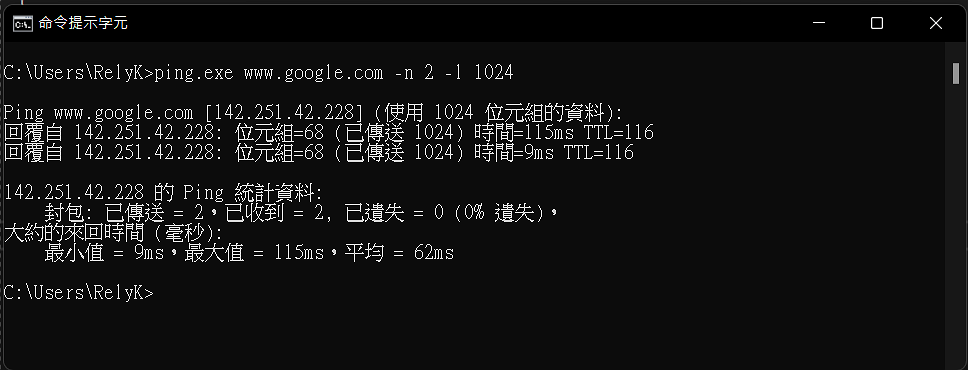 命令提示字元
C:\Users\RelyK>ping.exe www.google.com -n 2 -l 1024
Ping www.google.com [142.251.42.228] (使用 1024 位元組的資料):
回覆自 142.251.42.228: 位元組=68 (已傳送 1024) 時間=115ms TTL=116
回覆自 142.251.42.228: 位元組=68 (已傳送 1024) 時間=9ms TTL=116
142.251.42.228 的 Ping 統計資料:
封包: 已傳送 = 2，已收到 = 2, 已遺失 = 0 (0% 遺失)，
大約的來回時間 (毫秒):
最小值 = 9ms，最大值 = 115ms，平均 = 62ms
C:\Users\RelyK>